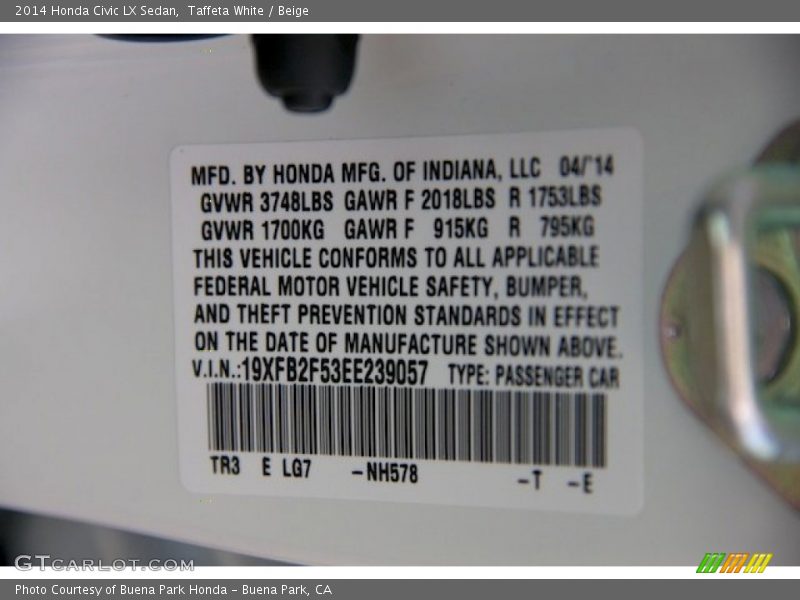 2014 Honda Civic LX Sedan,  Taffeta White / Beige
MFD. BY HONDA MFG. OF INDIANA, LLC  04/'14
GVWR 3748LBS  GAWR F 2018LBS  R 1753LBS
GVWR 1700KG  GAWR F  915KG  R  795KG
THIS VEHICLE CONFORMS TO ALL APPLICABLE
FEDERAL MOTOR VEHICLE SAFETY, BUMPER,
AND THEFT PREVENTION STANDARDS IN EFFECT
ON THE DATE OF MANUFACTURE SHOWN ABOVE.
V.I.N.:19XFB2F53EE239057  TYPE: PASSENGER CAR
TR3  E LG7  -NH578  -T  -E
GTCARLOT.COM
Photo Courtesy of Buena Park Honda - Buena Park, CA